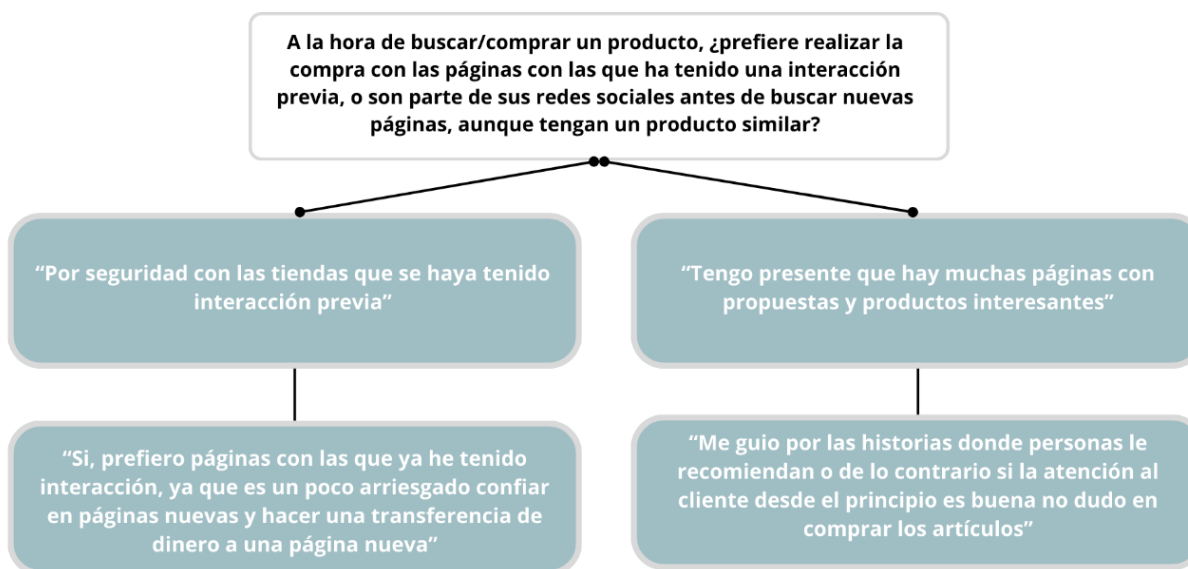 A la hora de buscar/comprar un producto, ¿prefiere realizar la
compra con las páginas con las que ha tenido una interacción
previa, o son parte de sus redes sociales antes de buscar nuevas
páginas, aunque tengan un producto similar?
“Por seguridad con las tiendas que se haya tenido
interacción previa”
“Tengo presente que hay muchas páginas con
propuestas y productos interesantes”
“Si, prefiero páginas con las que ya he tenido
interacción, ya que es un poco arriesgado confiar
en páginas nuevas y hacer una transferencia de
dinero a una página nueva”
“Me guio por las historias donde personas le
recomiendan o de lo contrario si la atención al
cliente desde el principio es buena no dudo en
comprar los artículos”